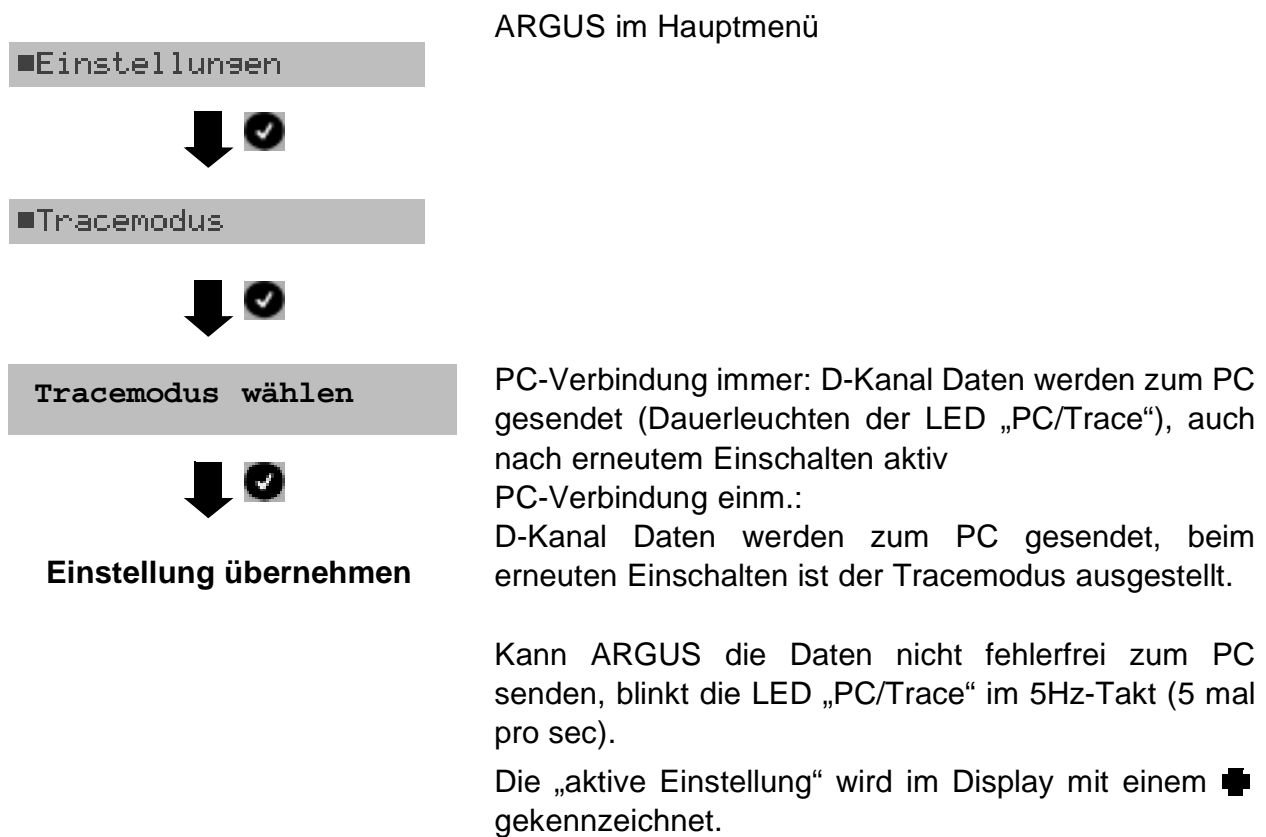 ARGUS im Hauptmenü
■Einstellungen
■Tracemodus
Tracemodus wählen
Einstellung übernehmen
PC-Verbindung immer: D-Kanal Daten werden zum PC
gesendet (Dauerleuchten der LED „PC/Trace“), auch
nach erneutem Einschalten aktiv
PC-Verbindung einm.:
D-Kanal Daten werden zum PC gesendet, beim
erneuten Einschalten ist der Tracemodus ausgestellt.
Kann ARGUS die Daten nicht fehlerfrei zum PC
senden, blinkt die LED „PC/Trace“ im 5Hz-Takt (5 mal
pro sec).
Die „aktive Einstellung“ wird im Display mit einem
gekennzeichnet.